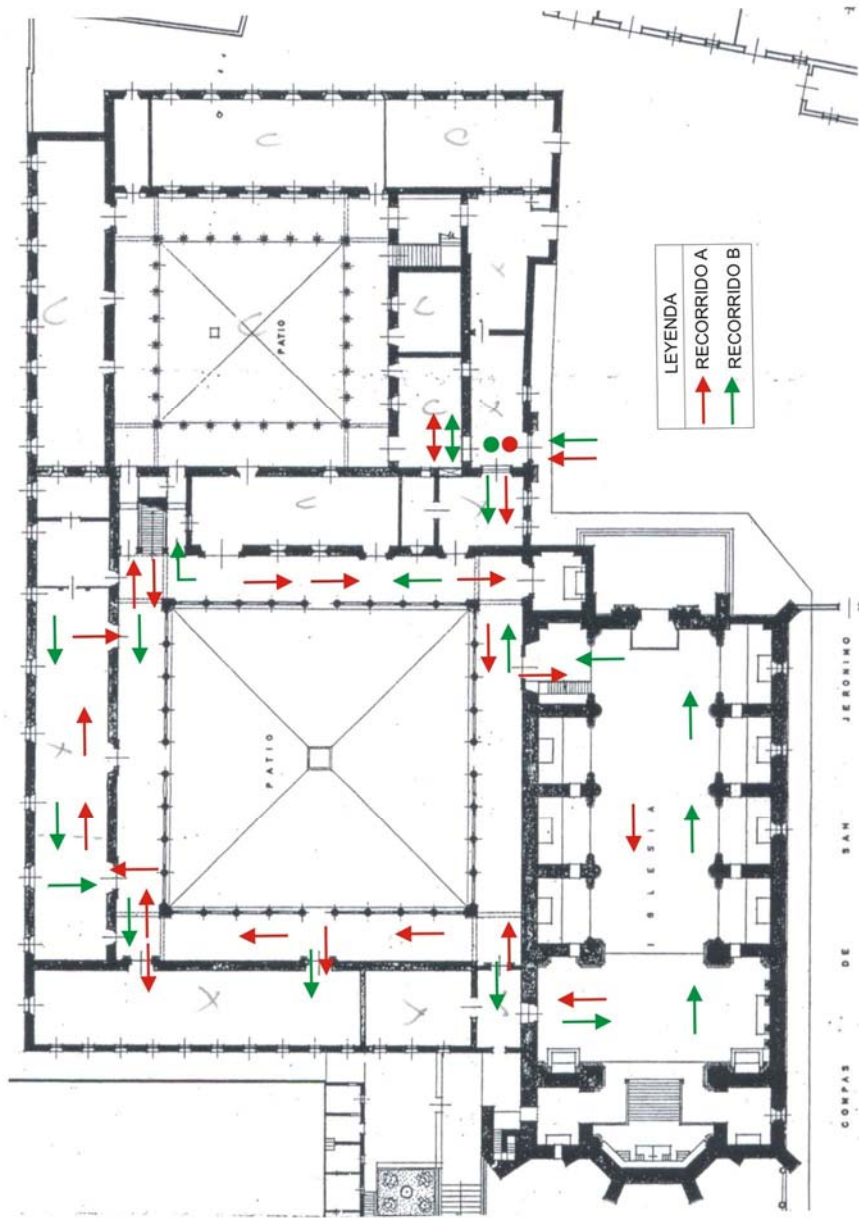 PATIO
PATIO
LEYENDA
RECORRIDO A
RECORRIDO B
IGLESIA
COMPAS DE SAN JERONIMO